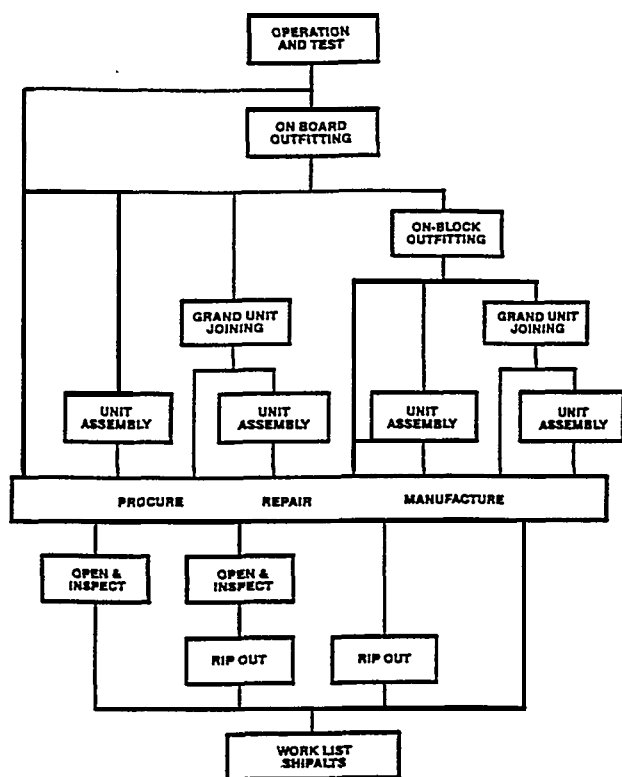 OPERATION
AND TEST
ON BOARD
OUTFITTING
ON-BLOCK
OUTFITTING
GRAND UNIT
JOINING
GRAND UNIT
JOINING
UNIT
ASSEMBLY
UNIT
ASSEMBLY
UNIT
ASSEMBLY
UNIT
ASSEMBLY
PROCURE REPAIR MANUFACTURE
OPEN &
INSPECT
OPEN &
INSPECT
RIP OUT
RIP OUT
WORK LIST
SHIPALTS